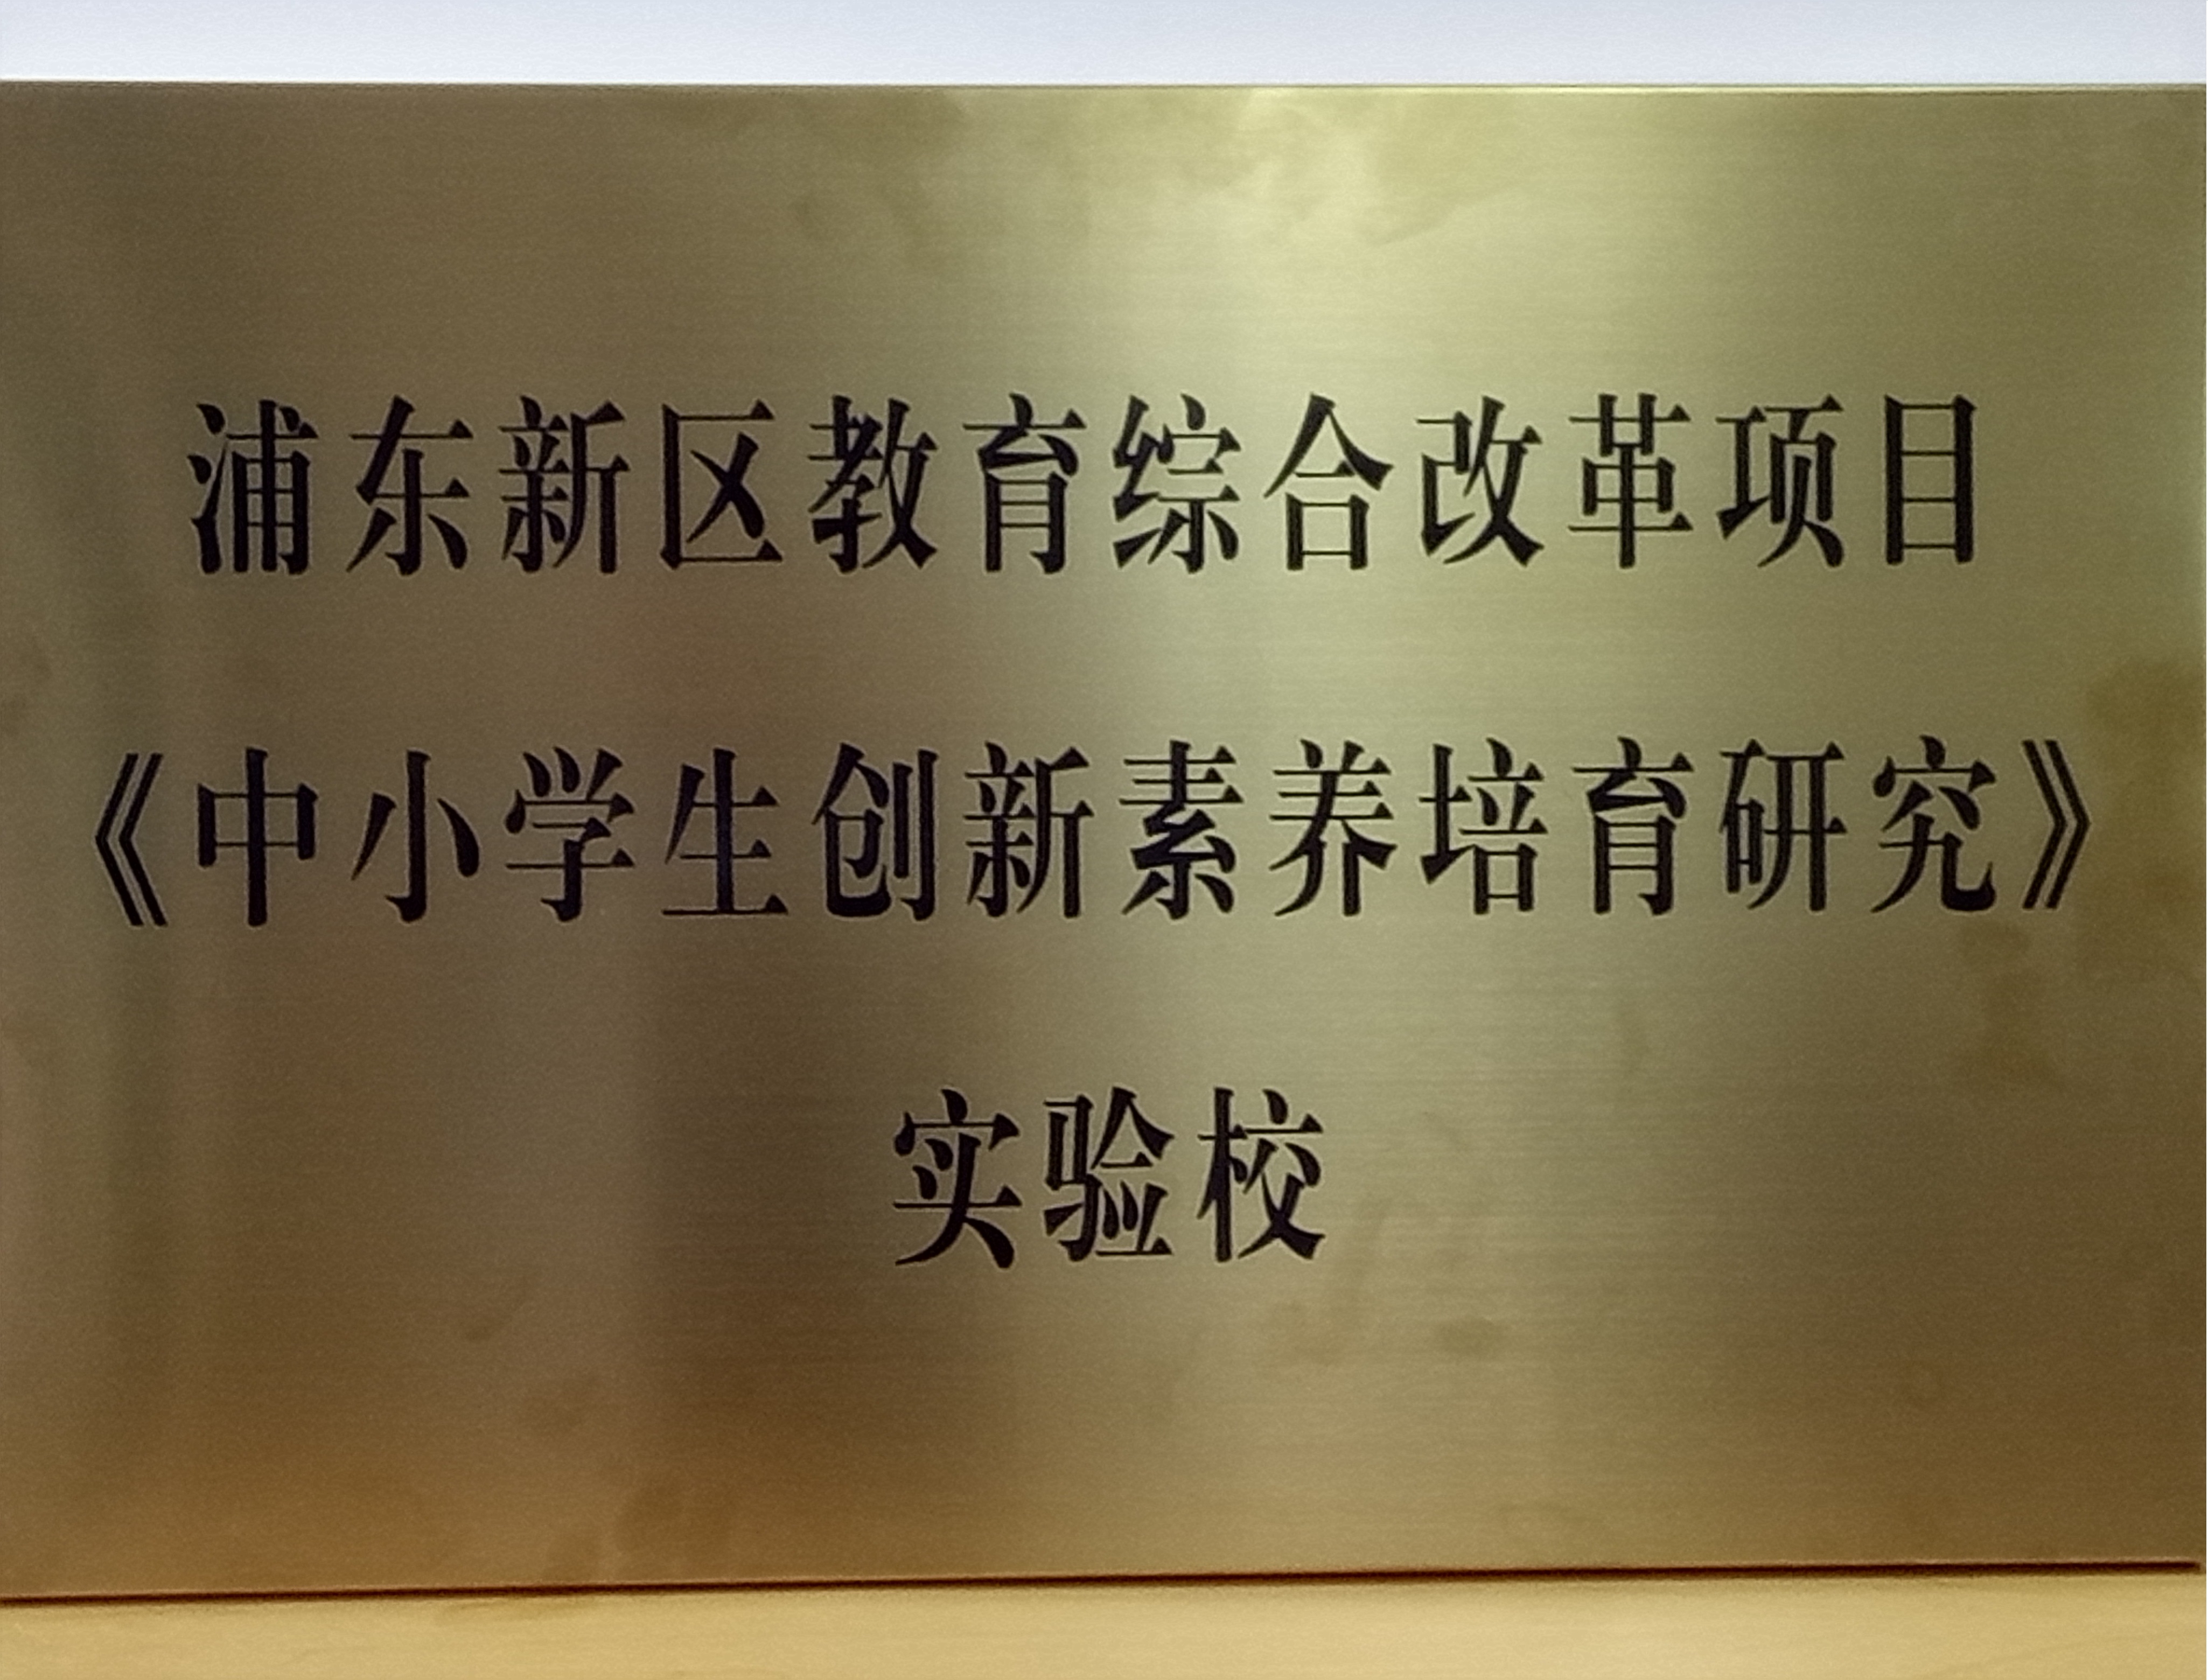 浦东新区教育综合改革项目
《中小学生创新素养培育研究》
实验校